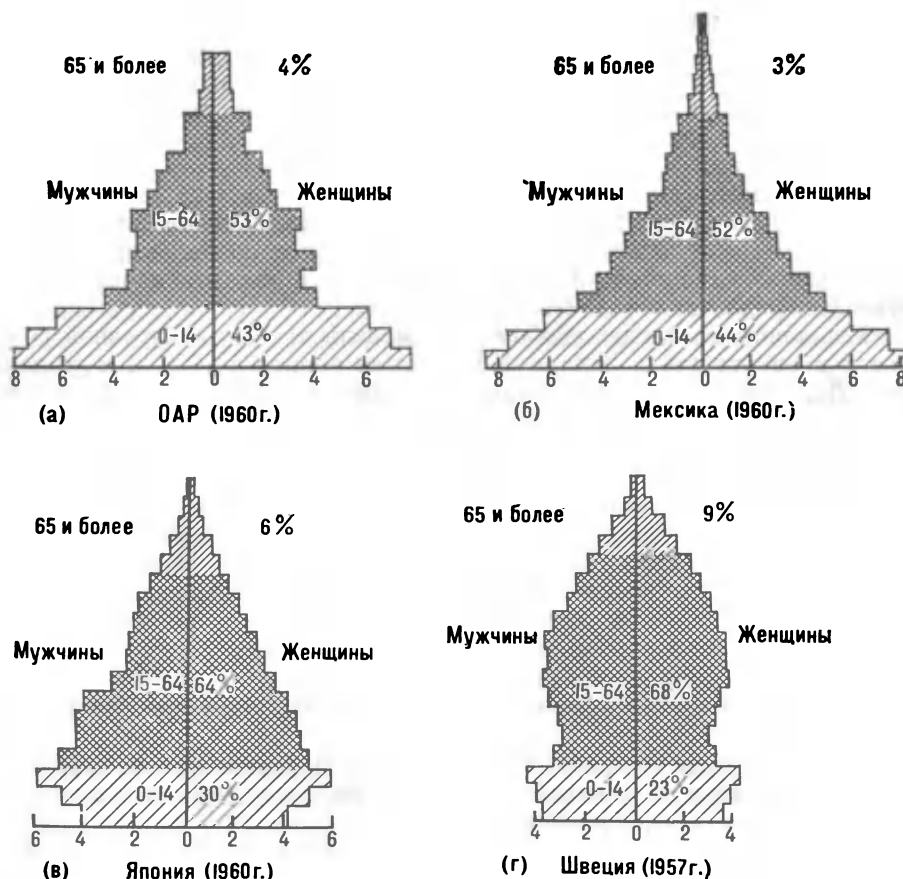 65 и более 4%
Мужчины Женщины
15-64 53%
0-14 43%
8 6 4 2 0 2 4 6
(а) ОАР (1960г.)
65 и более 3%
Мужчины Женщины
15-64 52%
0-14 44%
8 6 4 2 0 2 4 6 8
(б) Мексика (1960г.)
65 и более 6%
Мужчины Женщины
15-64 64%
0-14 30%
6 4 2 0 2 4 6
(в) Япония (1960г.)
65 и более 9%
Мужчины Женщины
15-64 68%
0-14 23%
4 2 0 2 4
(г) Швеция (1957г.)